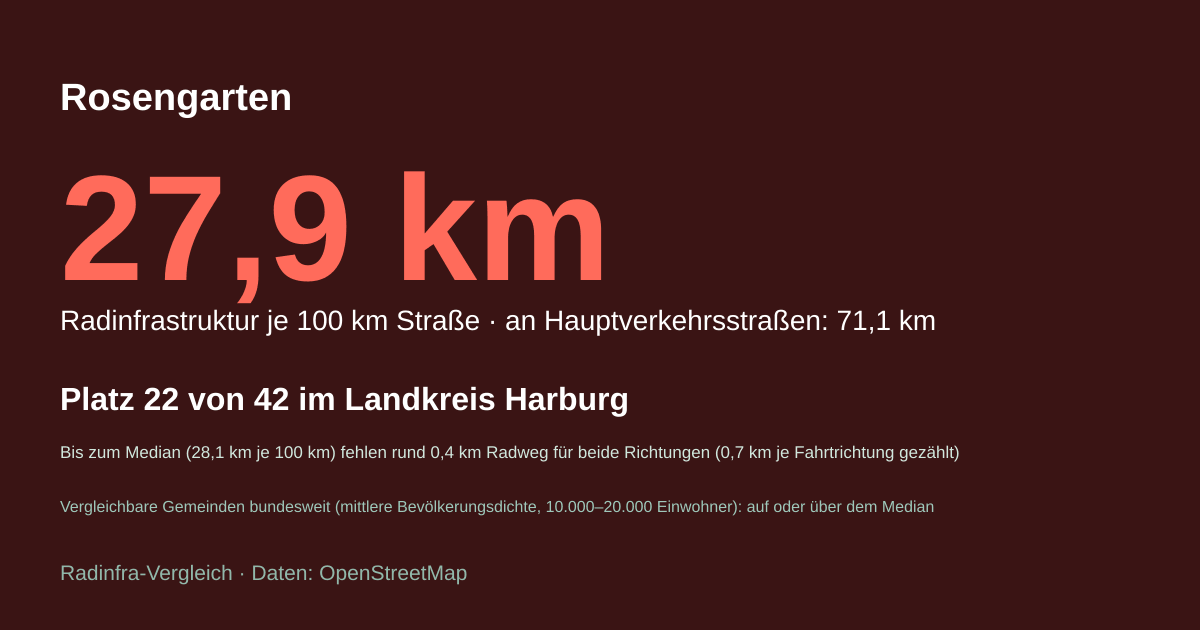 Rosengarten
27,9 km
Radinfrastruktur je 100 km Straße · an Hauptverkehrsstraßen: 71,1 km
Platz 22 von 42 im Landkreis Harburg
Bis zum Median (28,1 km je 100 km) fehlen rund 0,4 km Radweg für beide Richtungen (0,7 km je Fahrtrichtung gezählt)
Vergleichbare Gemeinden bundesweit (mittlere Bevölkerungsdichte, 10.000–20.000 Einwohner): auf oder über dem Median
Radinfra-Vergleich · Daten: OpenStreetMap